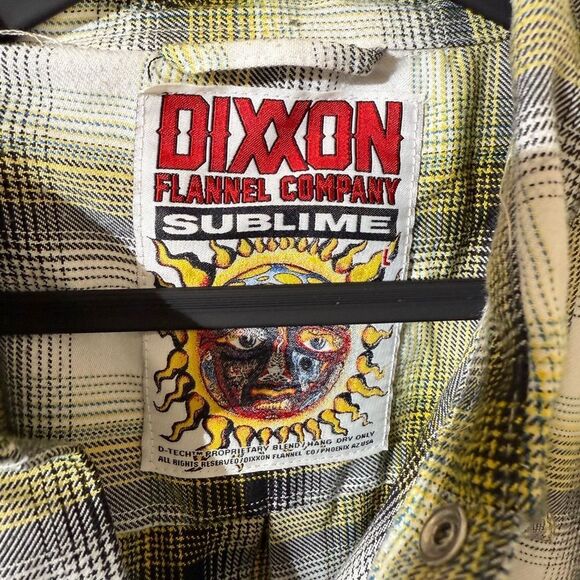 DIXXON
FLANNEL COMPANY
SUBLIME
L
D-TECH™ PROPRIETARY BLEND / HANG DRY ONLY
ALL RIGHTS RESERVED / DIXXON FLANNEL CO / PHOENIX AZ USA